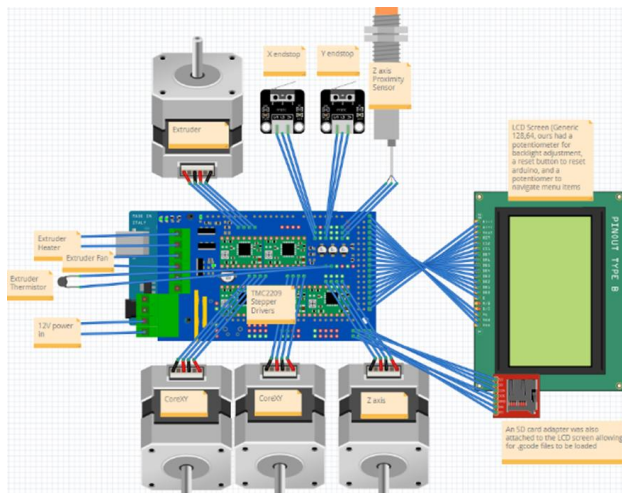 X endstop
Y endstop
Z axis
Proximity
Sensor
Extruder
LCD Screen (Generic
128,64, ours had a
potentiometer for
backlight adjustment,
a reset button to reset
arduino, and a
potentiomer to
navigate menu items
MADE IN
ITALY
Extruder
Heater
Extruder Fan
Extruder
Thermistor
TMC2209
Stepper
Drivers
12V power
in
PINOUT TYPE B
CoreXY
CoreXY
Z axis
An SD card adapter was also
attached to the LCD screen allowing
for .gcode files to be loaded